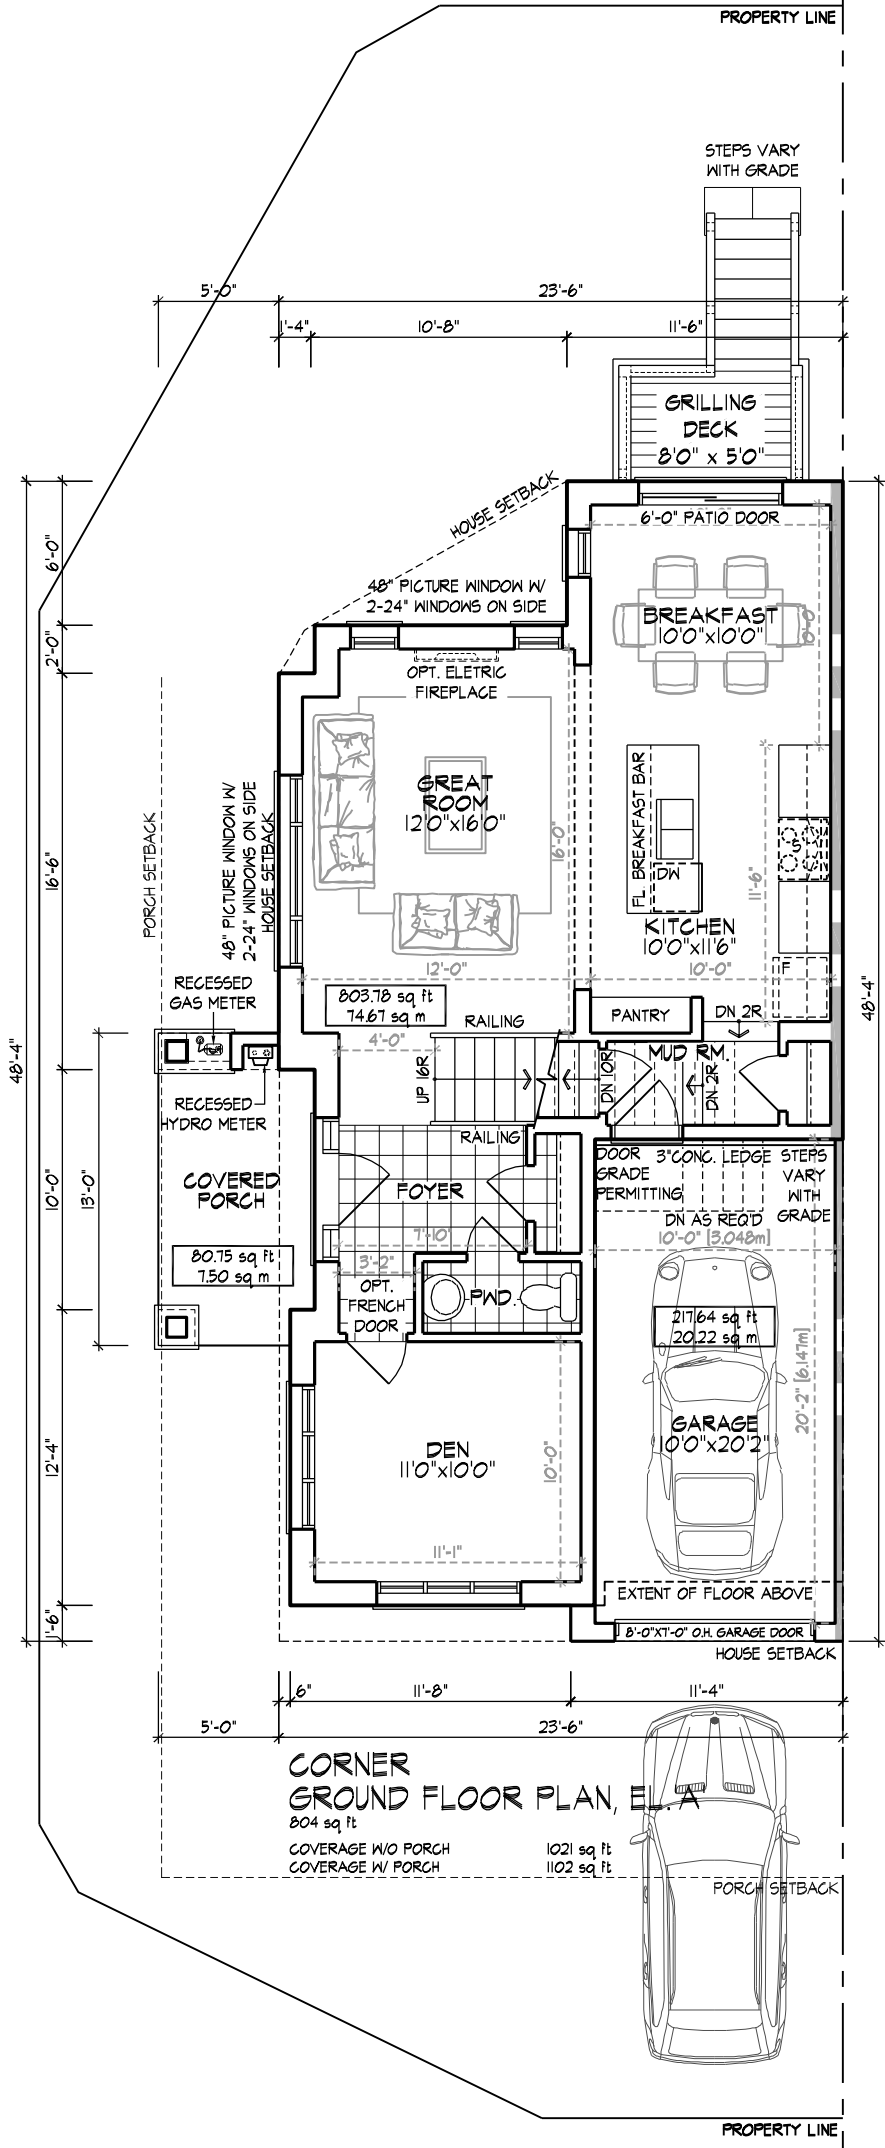 PROPERTY LINE
STEPS VARY
WITH GRADE
5'-0"
23'-6"
1'-4"
10'-8"
11'-6"
GRILLING
DECK
8'0" x 5'0"
HOUSE SETBACK
6'-0" PATIO DOOR
6'-0"
48" PICTURE WINDOW W/
2-24" WINDOWS ON SIDE
BREAKFAST
10'0"x10'0"
2'-0"
OPT. ELETRIC
FIREPLACE
GREAT
ROOM
12'0"x16'0"
16'-0"
FL. BREAKFAST BAR
DW
S
11'-6"
16'-6"
PORCH SETBACK
48" PICTURE WINDOW W/
2-24" WINDOWS ON SIDE
HOUSE SETBACK
KITCHEN
10'0"x11'6"
12'-0"
10'-0"
F
RECESSED
GAS METER
803.78 sq ft
74.67 sq m
PANTRY
DN 2R
48'-4"
48'-4"
RAILING
4'-0"
UP 16R
DN 10R
MUD RM.
DN 2R
RECESSED
HYDRO METER
RAILING
DOOR
GRADE
PERMITTING
3"CONC. LEDGE
STEPS
VARY
WITH
GRADE
COVERED
PORCH
10'-0"
13'-0"
FOYER
DN AS REQ'D
7'-10"
10'-0" [3.048m]
80.75 sq ft
7.50 sq m
3'-2"
OPT.
FRENCH
DOOR
PWD.
217.64 sq ft
20.22 sq m
20'-2" [6.147m]
GARAGE
10'0"x20'2"
12'-4"
DEN
11'0"x10'0"
10'-0"
11'-1"
EXTENT OF FLOOR ABOVE
1'-6"
8'-0"X7'-0" O.H. GARAGE DOOR
HOUSE SETBACK
6"
11'-8"
11'-4"
5'-0"
23'-6"
CORNER
GROUND FLOOR PLAN, EL. 'A'
804 sq ft
COVERAGE W/O PORCH 1021 sq ft
COVERAGE W/ PORCH 1102 sq ft
PORCH SETBACK
PROPERTY LINE